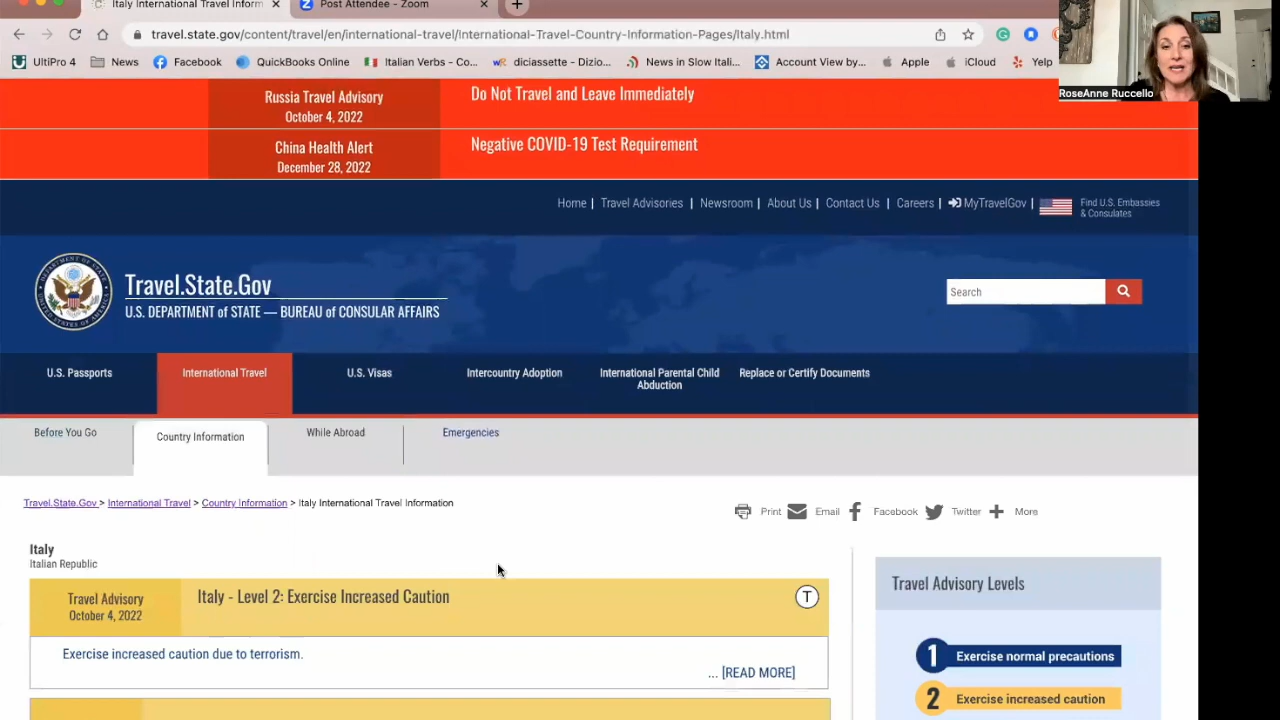 Italy International Travel Inform
Post Attendee - Zoom
travel.state.gov/content/travel/en/international-travel/International-Travel-Country-Information-Pages/Italy.html
UltiPro 4
News
Facebook
QuickBooks Online
Italian Verbs - Co...
wr diciassette - Dizio...
News in Slow Itali...
Account View by...
Apple
iCloud
Yelp
RoseAnne Ruccello
Russia Travel Advisory
October 4, 2022
Do Not Travel and Leave Immediately
China Health Alert
December 28, 2022
Negative COVID-19 Test Requirement
Home | Travel Advisories | Newsroom | About Us | Contact Us | Careers | MyTravelGov |
Find U.S. Embassies
& Consulates
Travel.State.Gov
U.S. DEPARTMENT of STATE — BUREAU of CONSULAR AFFAIRS
Search
U.S. Passports
International Travel
U.S. Visas
Intercountry Adoption
International Parental Child
Abduction
Replace or Certify Documents
Before You Go
Country Information
While Abroad
Emergencies
Travel.State.Gov > International Travel > Country Information > Italy International Travel Information
Print
Email
Facebook
Twitter
More
Italy
Italian Republic
Travel Advisory
October 4, 2022
Italy - Level 2: Exercise Increased Caution
T
Exercise increased caution due to terrorism.
... [READ MORE]
Travel Advisory Levels
1 Exercise normal precautions
2 Exercise increased caution